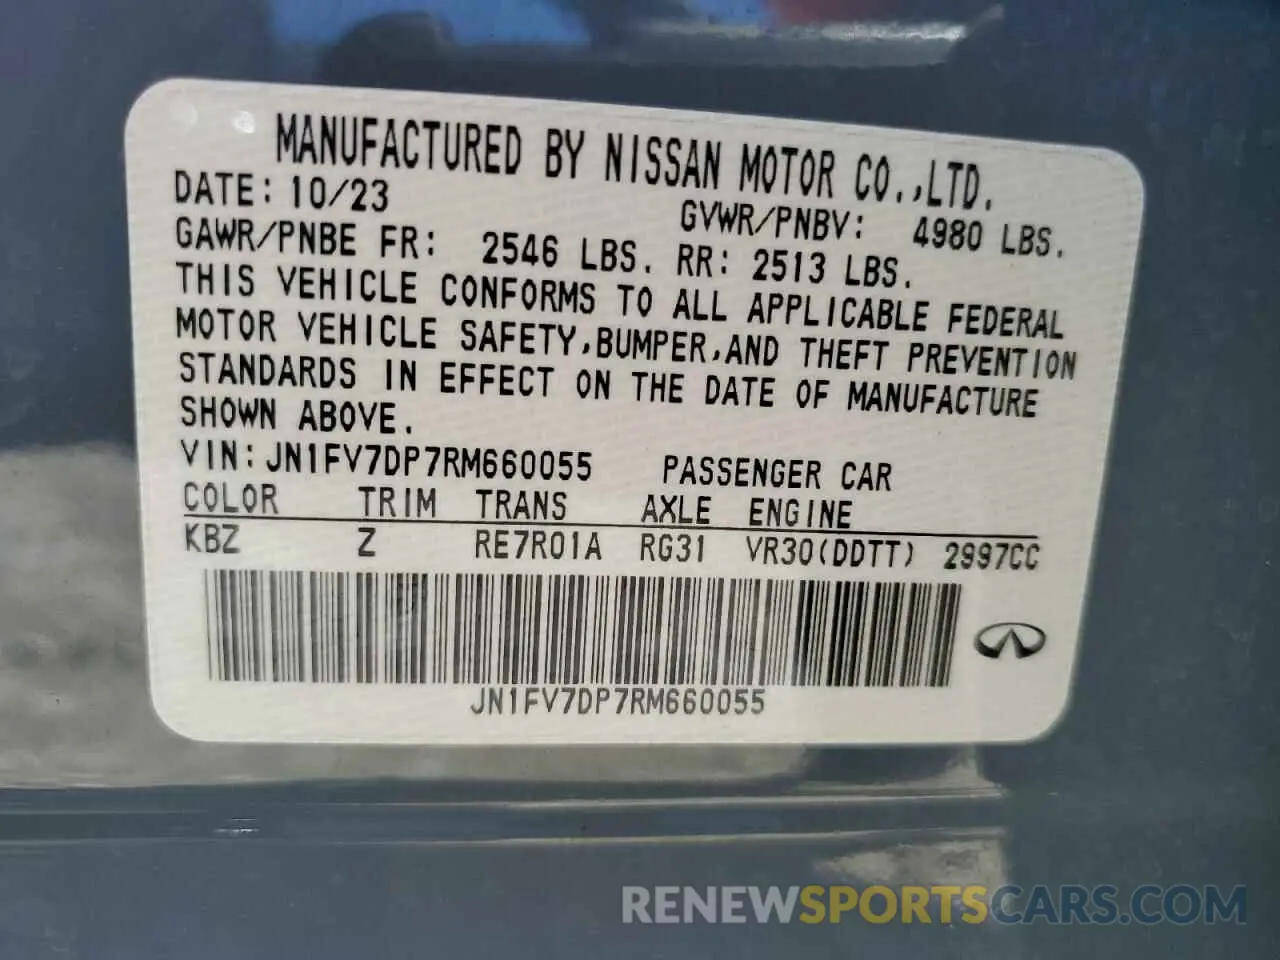 MANUFACTURED BY NISSAN MOTOR CO.,LTD.
DATE: 10/23 GVWR/PNBV: 4980 LBS.
GAWR/PNBE FR: 2546 LBS. RR: 2513 LBS.
THIS VEHICLE CONFORMS TO ALL APPLICABLE FEDERAL
MOTOR VEHICLE SAFETY,BUMPER,AND THEFT PREVENTION
STANDARDS IN EFFECT ON THE DATE OF MANUFACTURE
SHOWN ABOVE.
VIN:JN1FV7DP7RM660055 PASSENGER CAR
COLOR TRIM TRANS AXLE ENGINE
KBZ Z RE7R01A RG31 VR30(DDTT) 2997CC
JN1FV7DP7RM660055
RENEWSPORTSCARS.COM